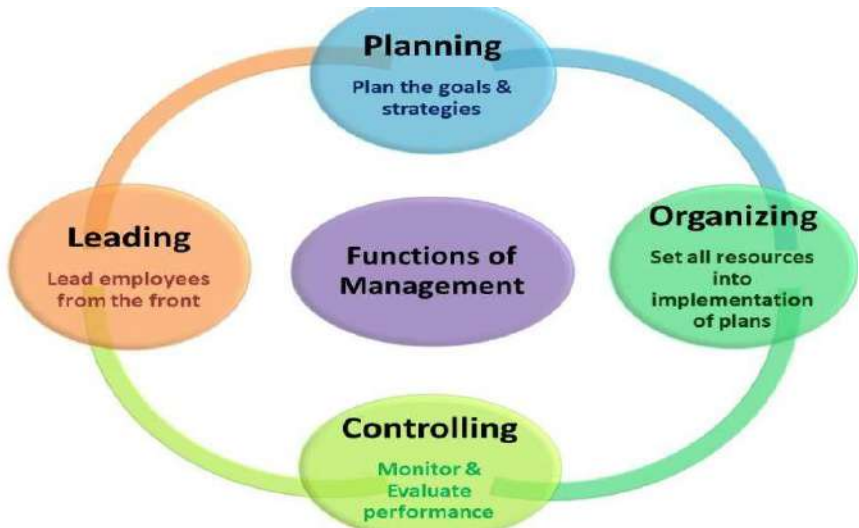 Planning
Plan the goals &
strategies
Leading
Lead employees
from the front
Functions of
Management
Organizing
Set all resources
into
implementation
of plans
Controlling
Monitor &
Evaluate
performance